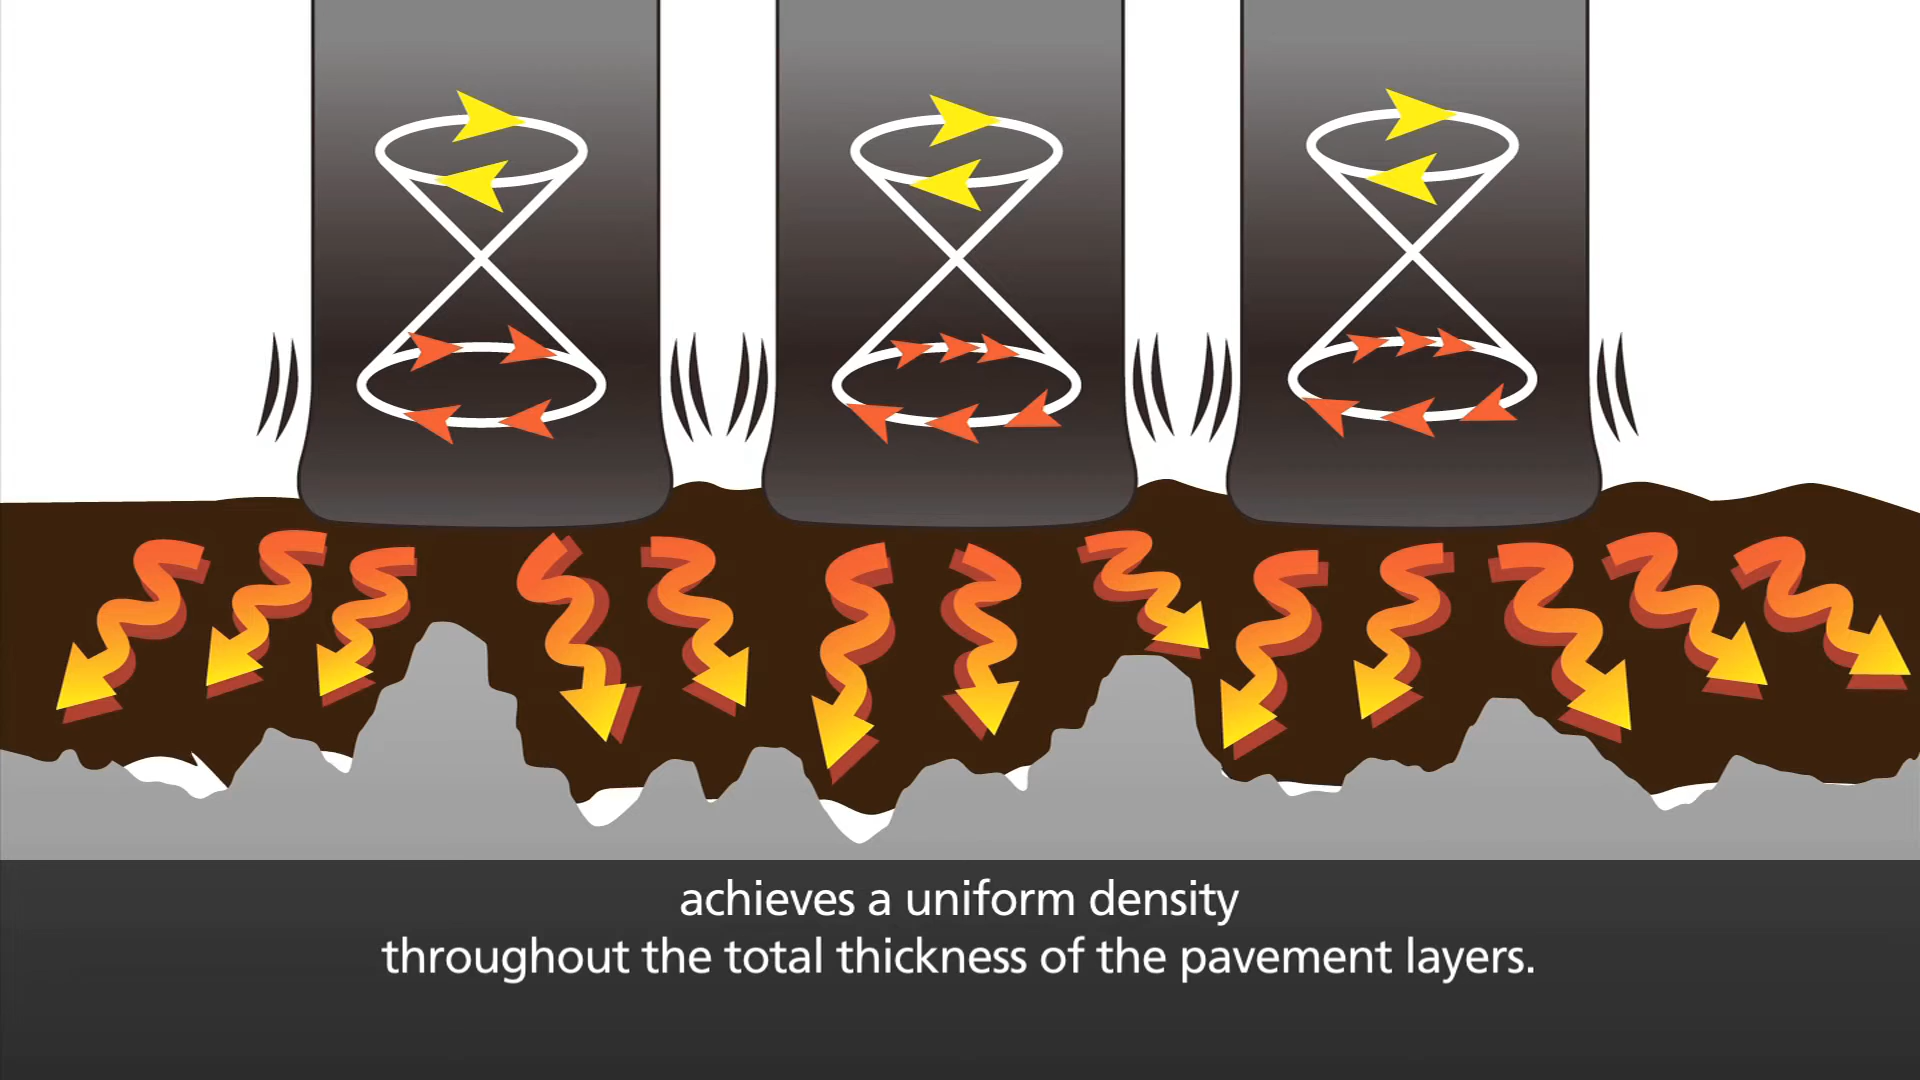 achieves a uniform density
throughout the total thickness of the pavement layers.